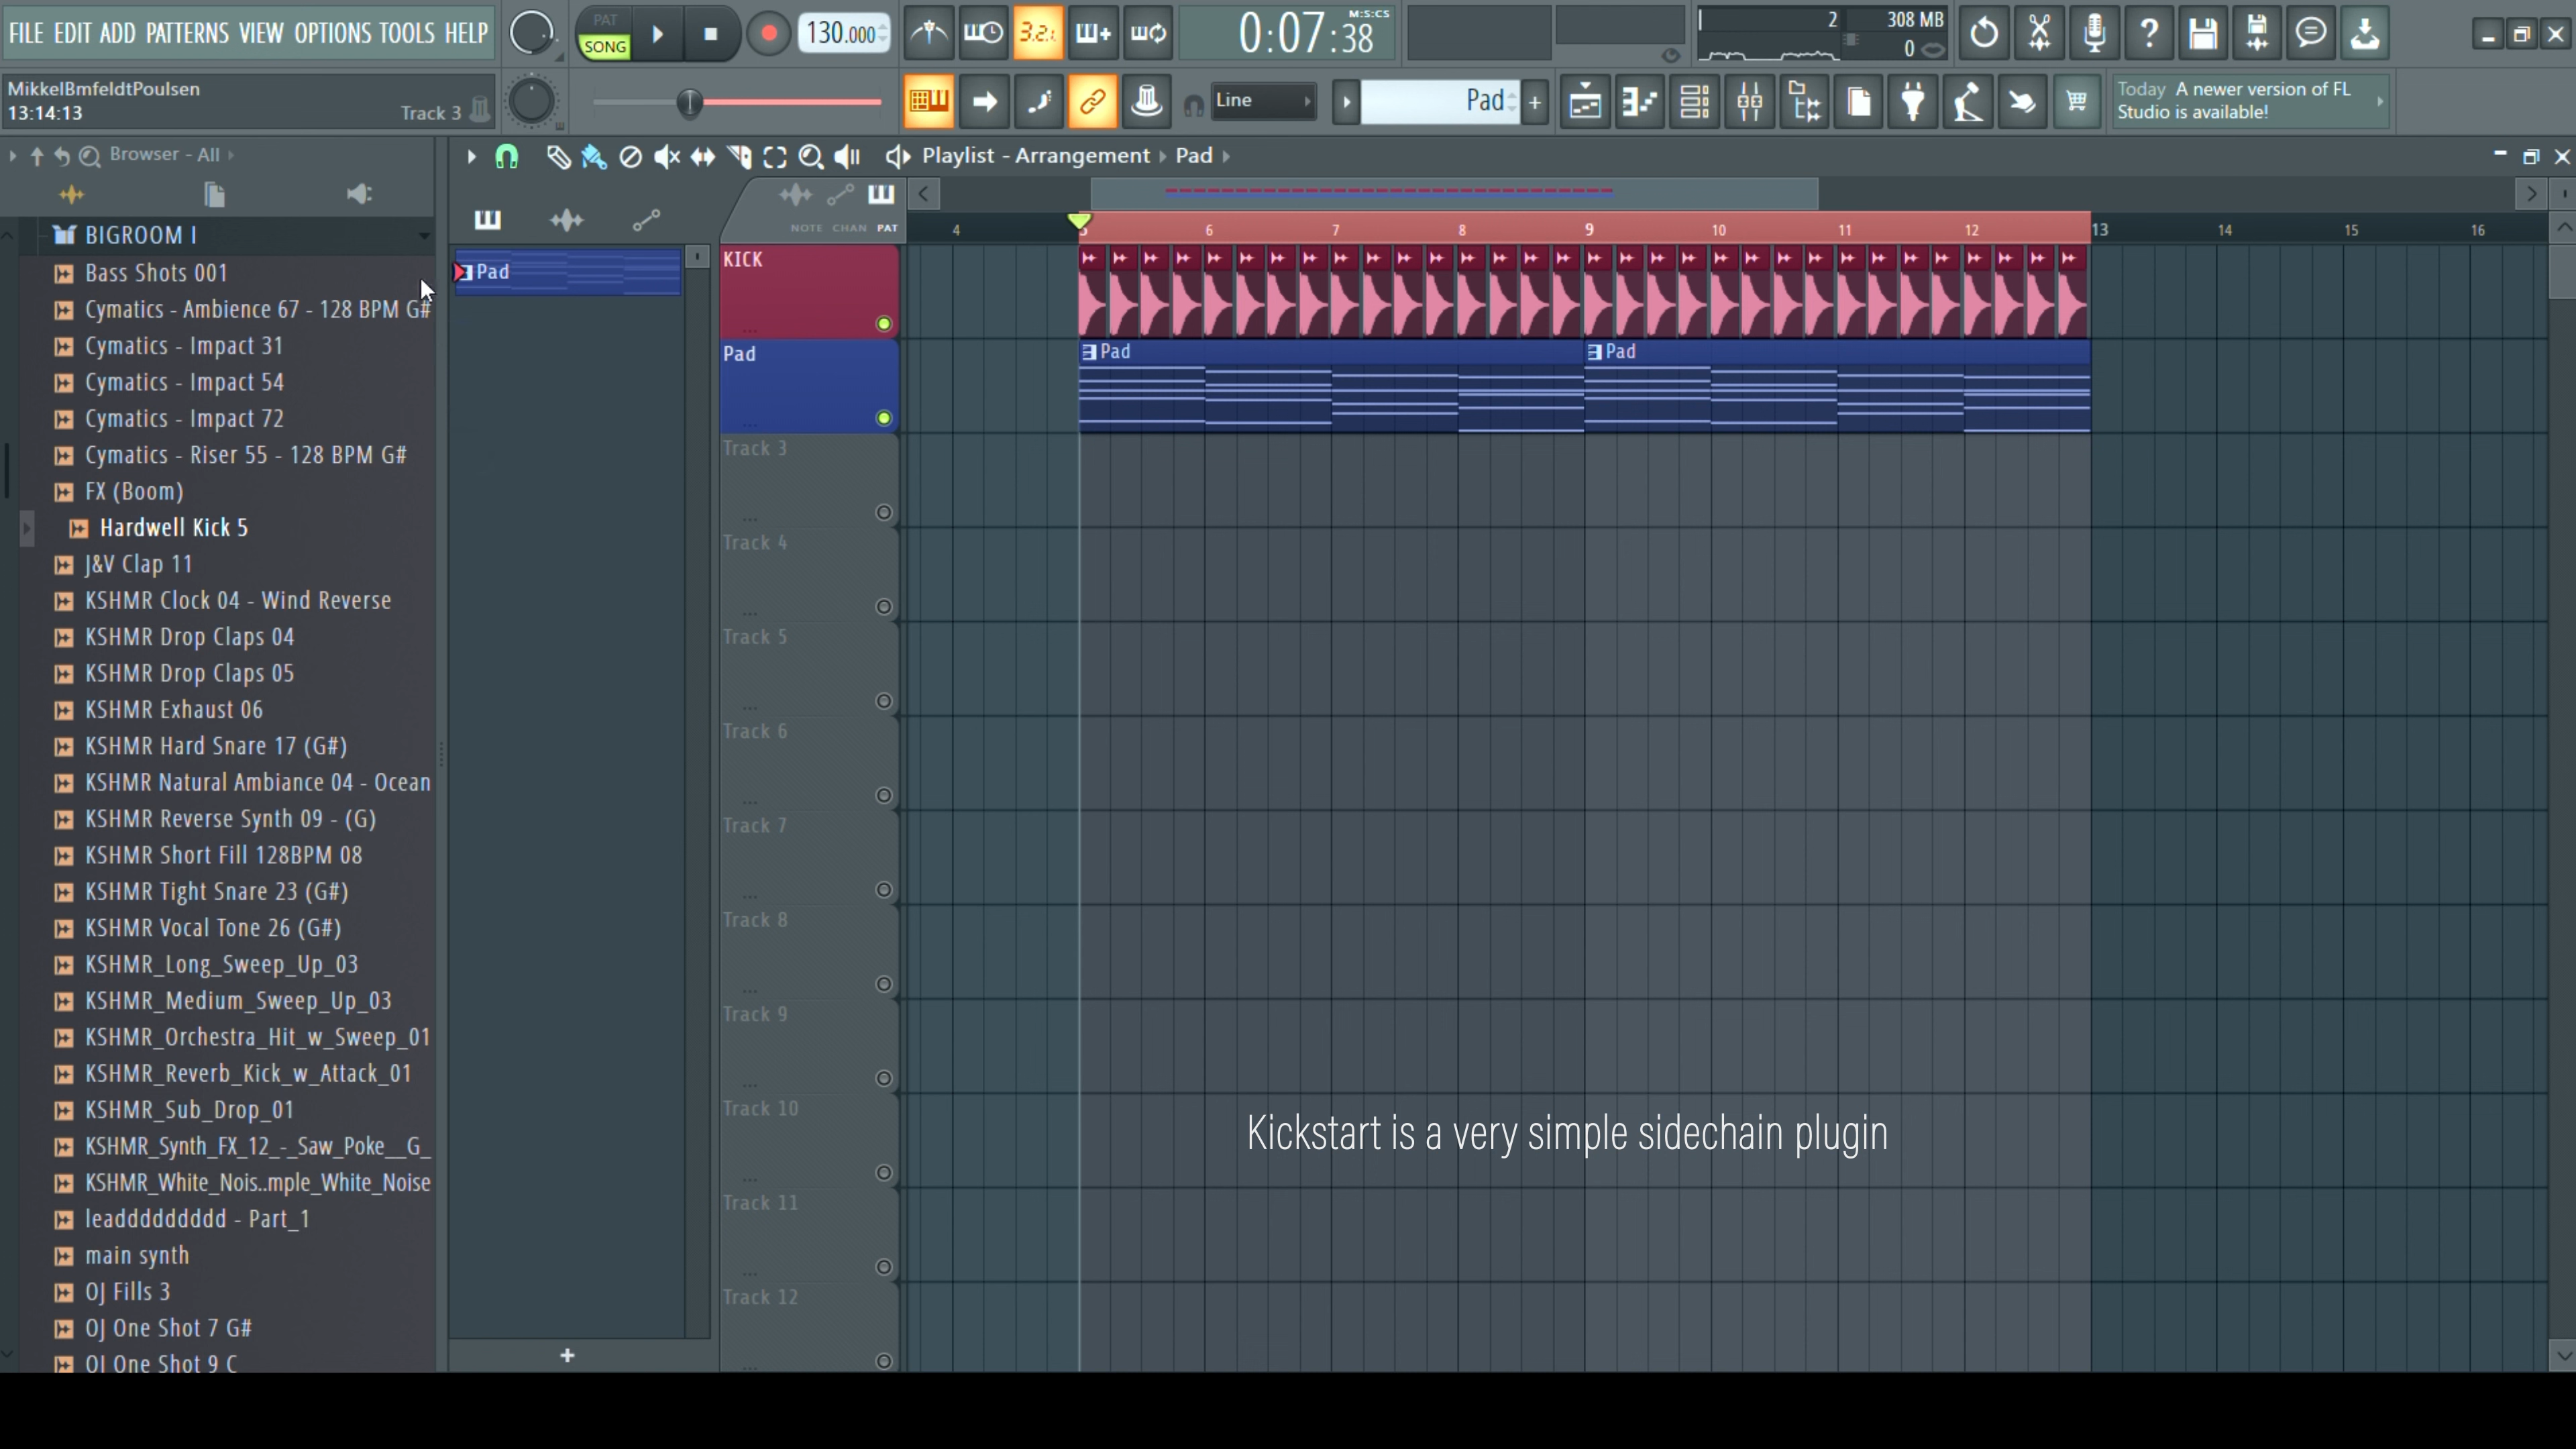 FILE EDIT ADD PATTERNS VIEW OPTIONS TOOLS HELP
PAT
SONG
130.000
3.2.
0:07:38
M:S:CS
2
308 MB
0
MikkelBmfeldtPoulsen
13:14:13
Track 3
Line
Pad
Today A newer version of FL
Studio is available!
Browser - All
Playlist - Arrangement
Pad
NOTE CHAN PAT
BIGROOM I
Bass Shots 001
Cymatics - Ambience 67 - 128 BPM G#
Cymatics - Impact 31
Cymatics - Impact 54
Cymatics - Impact 72
Cymatics - Riser 55 - 128 BPM G#
FX (Boom)
Hardwell Kick 5
J&V Clap 11
KSHMR Clock 04 - Wind Reverse
KSHMR Drop Claps 04
KSHMR Drop Claps 05
KSHMR Exhaust 06
KSHMR Hard Snare 17 (G#)
KSHMR Natural Ambiance 04 - Ocean
KSHMR Reverse Synth 09 - (G)
KSHMR Short Fill 128BPM 08
KSHMR Tight Snare 23 (G#)
KSHMR Vocal Tone 26 (G#)
KSHMR_Long_Sweep_Up_03
KSHMR_Medium_Sweep_Up_03
KSHMR_Orchestra_Hit_w_Sweep_01
KSHMR_Reverb_Kick_w_Attack_01
KSHMR_Sub_Drop_01
KSHMR_Synth_FX_12_-_Saw_Poke__G_
KSHMR_White_Nois..mple_White_Noise
leadddddddddd - Part_1
main synth
OJ Fills 3
OJ One Shot 7 G#
OJ One Shot 9 C
Pad
4 5 6 7 8 9 10 11 12 13 14 15 16
KICK
Pad
Pad
Pad
Track 3
Track 4
Track 5
Track 6
Track 7
Track 8
Track 9
Track 10
Track 11
Track 12
Kickstart is a very simple sidechain plugin